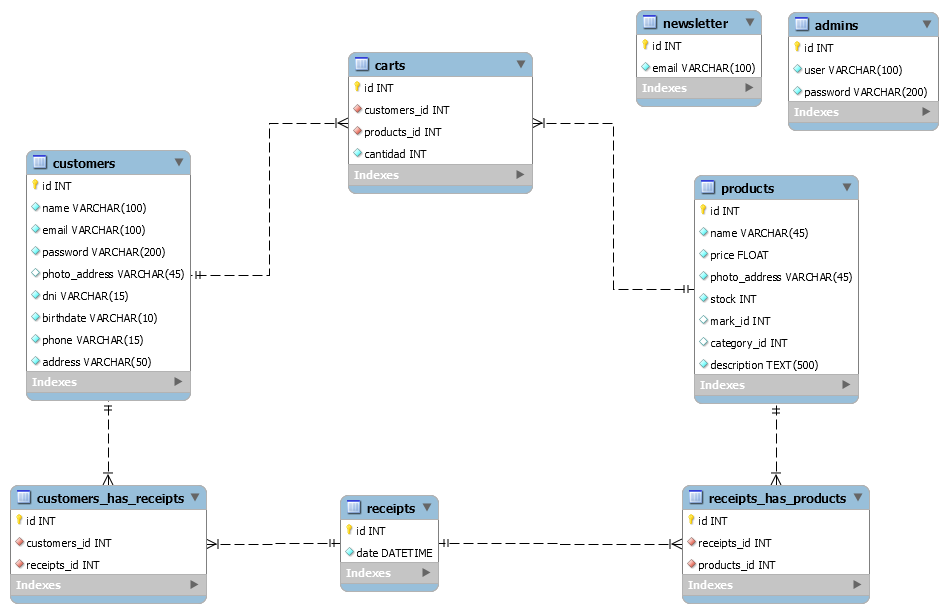 newsletter
id INT
email VARCHAR(100)
Indexes
admins
id INT
user VARCHAR(100)
password VARCHAR(200)
Indexes
carts
id INT
customers_id INT
products_id INT
cantidad INT
Indexes
customers
id INT
name VARCHAR(100)
email VARCHAR(100)
password VARCHAR(200)
photo_address VARCHAR(45)
dni VARCHAR(15)
birthdate VARCHAR(10)
phone VARCHAR(15)
address VARCHAR(50)
Indexes
products
id INT
name VARCHAR(45)
price FLOAT
photo_address VARCHAR(45)
stock INT
mark_id INT
category_id INT
description TEXT(500)
Indexes
customers_has_receipts
id INT
customers_id INT
receipts_id INT
Indexes
receipts
id INT
date DATETIME
Indexes
receipts_has_products
id INT
receipts_id INT
products_id INT
Indexes